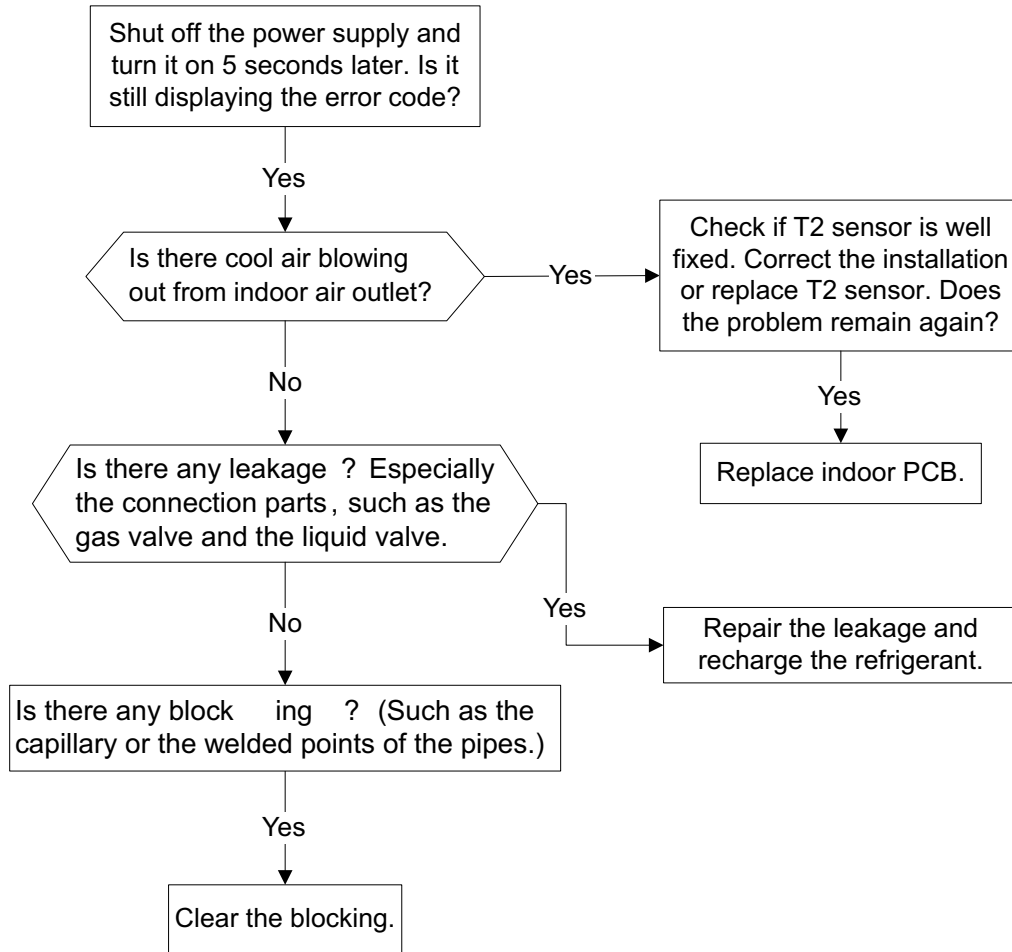 Shut off the power supply and
turn it on 5 seconds later. Is it
still displaying the error code?
Yes
Is there cool air blowing
out from indoor air outlet?
Yes
Check if T2 sensor is well
fixed. Correct the installation
or replace T2 sensor. Does
the problem remain again?
Yes
Replace indoor PCB.
No
Is there any leakage ? Especially
the connection parts, such as the
gas valve and the liquid valve.
Yes
Repair the leakage and
recharge the refrigerant.
No
Is there any block ing ? (Such as the
capillary or the welded points of the pipes.)
Yes
Clear the blocking.